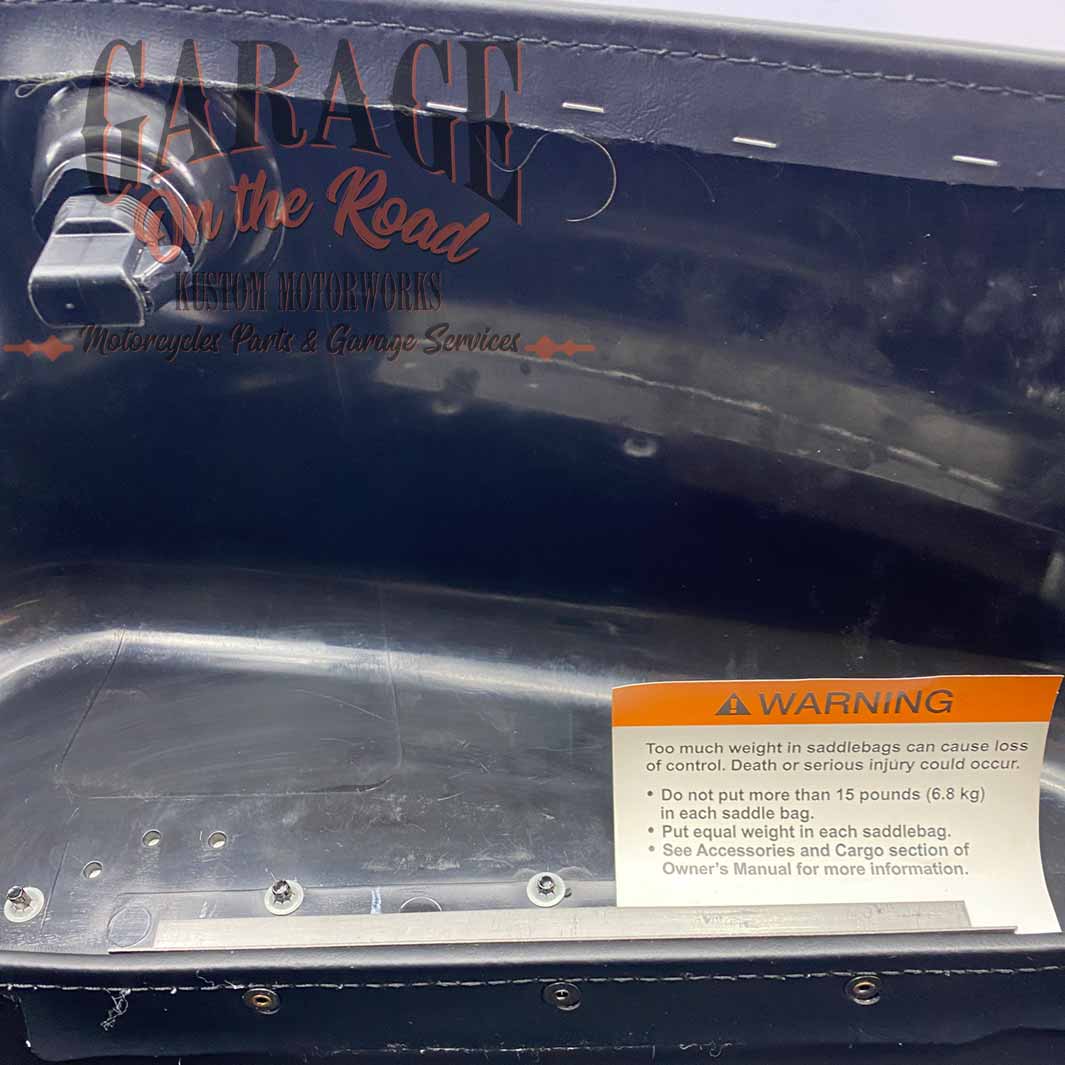 GARAGE
On the Road
KUSTOM MOTORWORKS
Motorcycles Parts & Garage Services
WARNING
Too much weight in saddlebags can cause loss
of control. Death or serious injury could occur.
• Do not put more than 15 pounds (6.8 kg)
in each saddle bag.
• Put equal weight in each saddlebag.
• See Accessories and Cargo section of
Owner's Manual for more information.